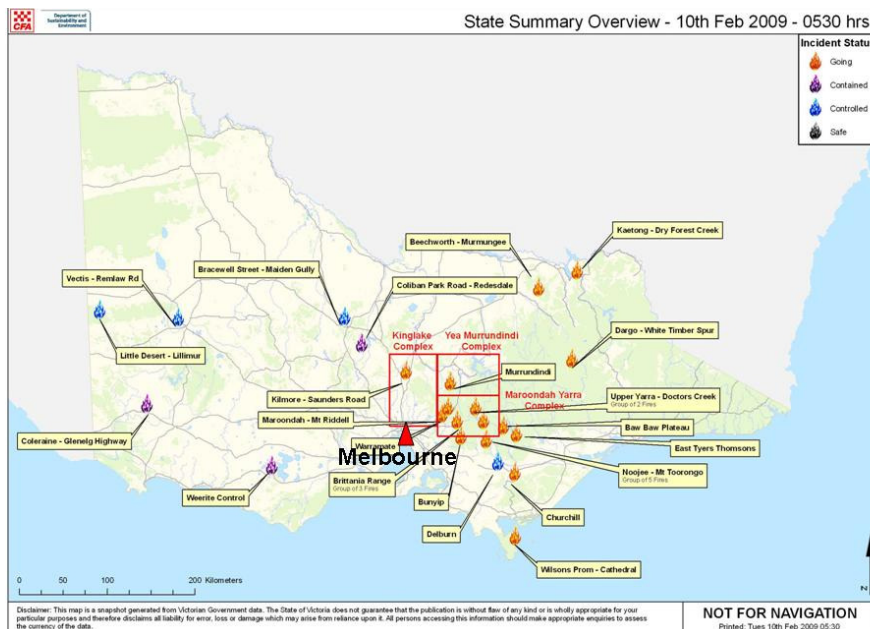 CFA
Department of
Sustainability and
Environment
State Summary Overview - 10th Feb 2009 - 0530 hrs
Incident Status
Going
Contained
Controlled
Safe
Kaetong - Dry Forest Creek
Beechworth - Murmungee
Bracewell Street - Maiden Gully
Vectis - Remlaw Rd
Coliban Park Road - Redesdale
Kinglake
Complex
Yea Murrundindi
Complex
Dargo - White Timber Spur
Little Desert - Lillimur
Murrundindi
Kilmore - Saunders Road
Maroondah Yarra
Complex
Upper Yarra - Doctors Creek
Group of 2 Fires
Maroondah - Mt Riddell
Baw Baw Plateau
Coleraine - Glenelg Highway
Warramate
East Tyers Thomsons
Melbourne
Noojee - Mt Toorongo
Group of 5 Fires
Brittania Range
Group of 3 Fires
Weerite Control
Bunyip
Churchill
Delburn
Wilsons Prom - Cathedral
0 50 100 200 Kilometers
N
Disclaimer: This map is a snapshot generated from Victorian Government data. The State of Victoria does not guarantee that the publication is without flaw of any kind or is wholly appropriate for your
particular purposes and therefore disclaims all liability for error, loss or damage which may arise from reliance upon it. All persons accessing this information should make appropriate enquiries to assess
the currency of the data.
NOT FOR NAVIGATION
Printed: Tues 10th Feb 2009 05:30